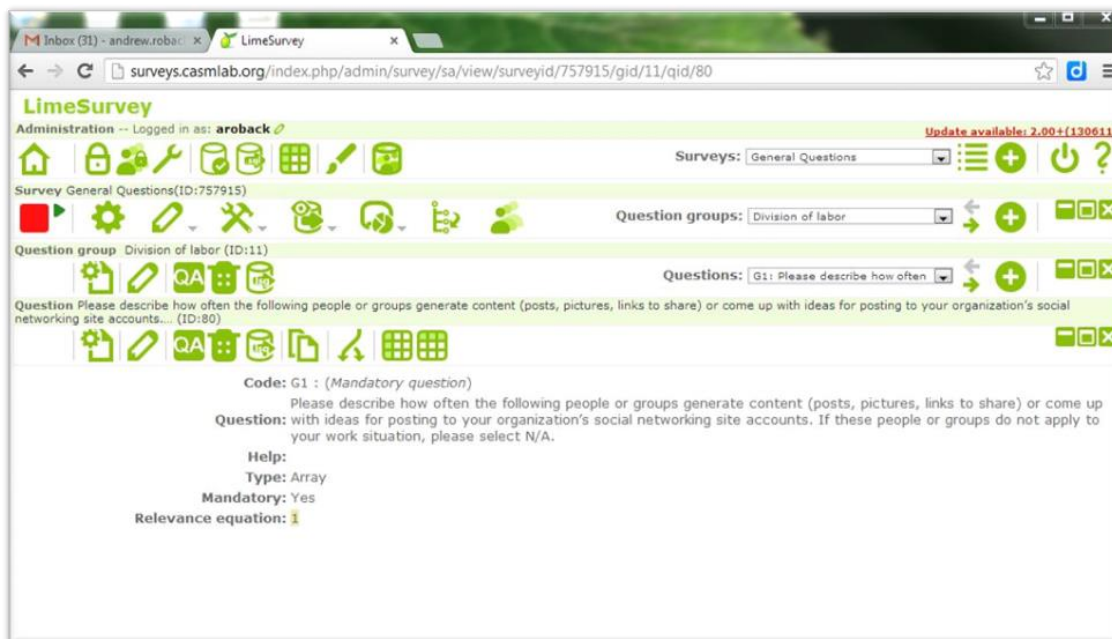 Inbox (31) - andrew.robac
LimeSurvey
surveys.casmlab.org/index.php/admin/survey/sa/view/surveyid/757915/gid/11/qid/80
LimeSurvey
Administration -- Logged in as: aroback
Update available: 2.00+(130611
Surveys: General Questions
Survey General Questions(ID:757915)
Question groups: Division of labor
Question group Division of labor (ID:11)
QA
Questions: G1: Please describe how often
Question Please describe how often the following people or groups generate content (posts, pictures, links to share) or come up with ideas for posting to your organization's social
networking site accounts.... (ID:80)
QA
Code: G1 : (Mandatory question)
Please describe how often the following people or groups generate content (posts, pictures, links to share) or come up
Question: with ideas for posting to your organization's social networking site accounts. If these people or groups do not apply to
your work situation, please select N/A.
Help:
Type: Array
Mandatory: Yes
Relevance equation: 1